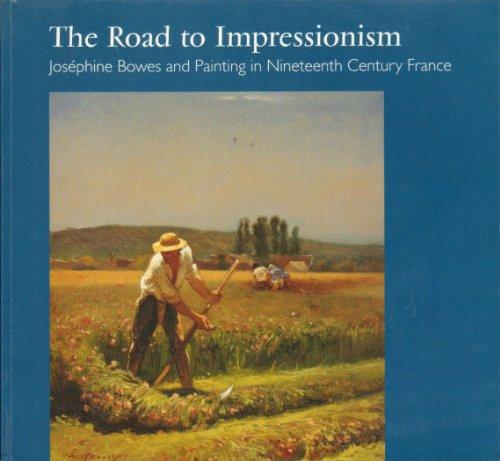 The Road to Impressionism
Joséphine Bowes and Painting in Nineteenth Century France